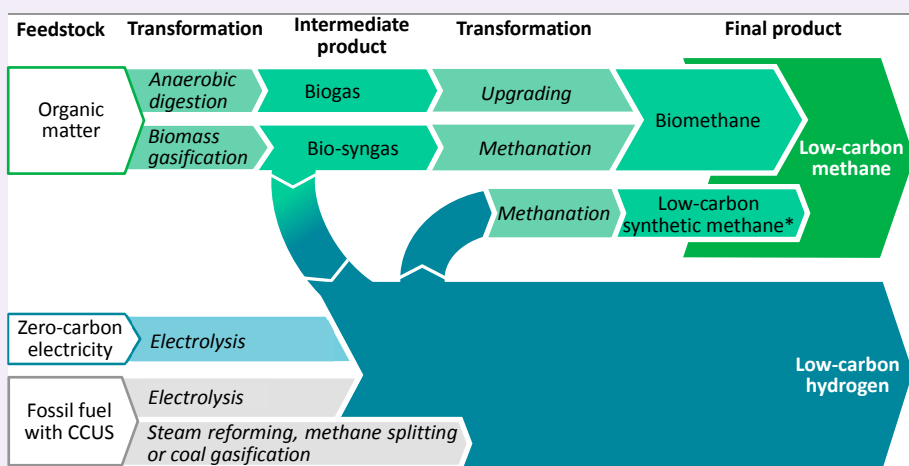 Feedstock
Transformation
Intermediate
product
Transformation
Final product
Organic
matter
Anaerobic
digestion
Biogas
Upgrading
Biomass
gasification
Bio-syngas
Methanation
Biomethane
Low-carbon
methane
Methanation
Low-carbon
synthetic methane*
Zero-carbon
electricity
Electrolysis
Low-carbon
hydrogen
Fossil fuel
with CCUS
Electrolysis
Steam reforming, methane splitting
or coal gasification